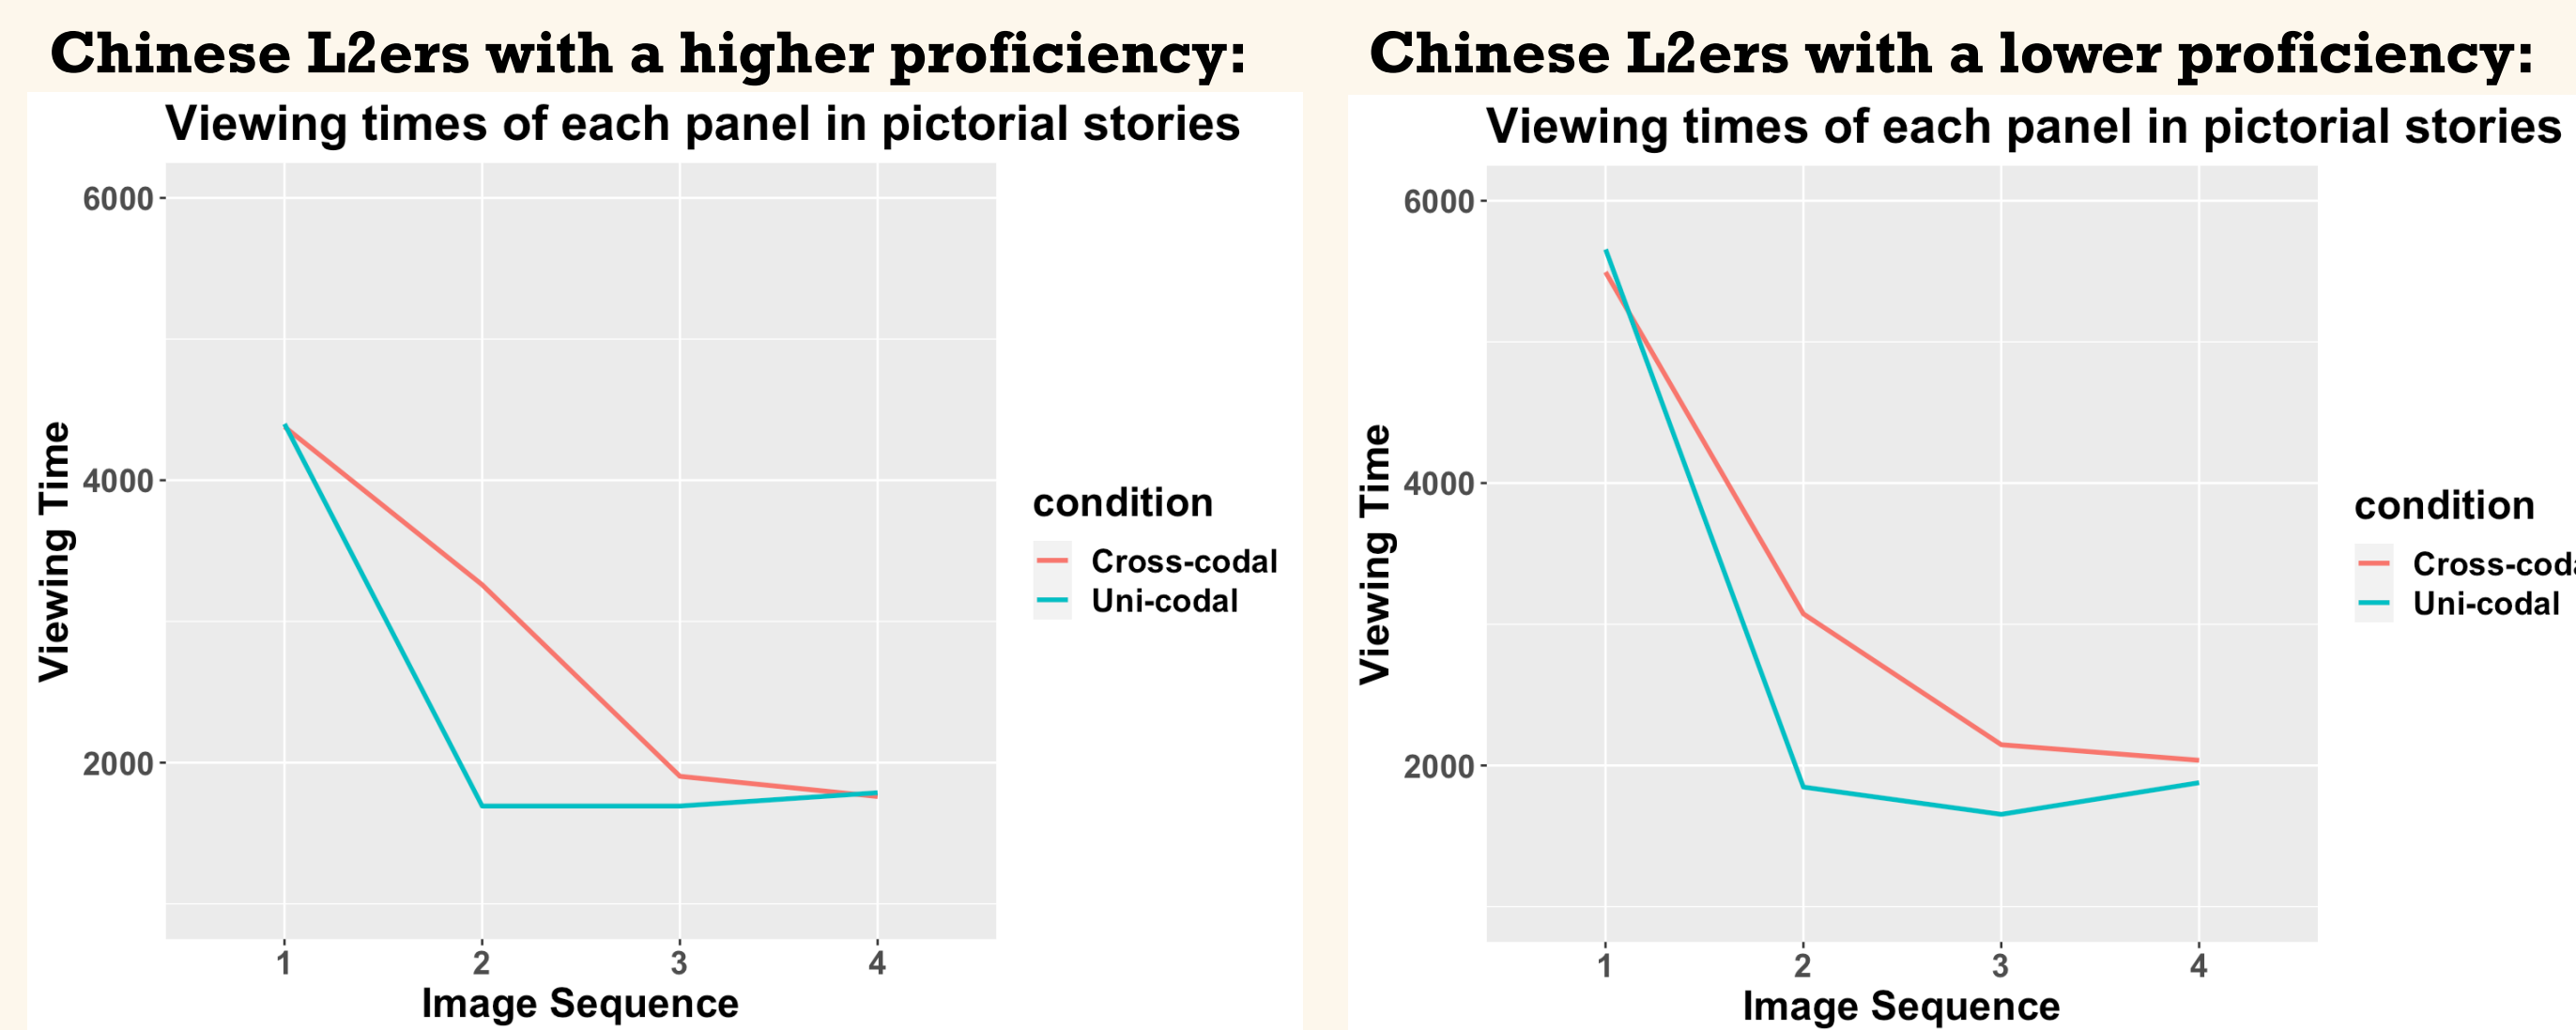 Chinese L2ers with a higher proficiency:
Viewing times of each panel in pictorial stories
6000
4000
2000
Viewing Time
1 2 3 4
Image Sequence
condition
Cross-codal
Uni-codal
Chinese L2ers with a lower proficiency:
Viewing times of each panel in pictorial stories
6000
4000
2000
Viewing Time
1 2 3 4
Image Sequence
condition
Cross-coda
Uni-codal